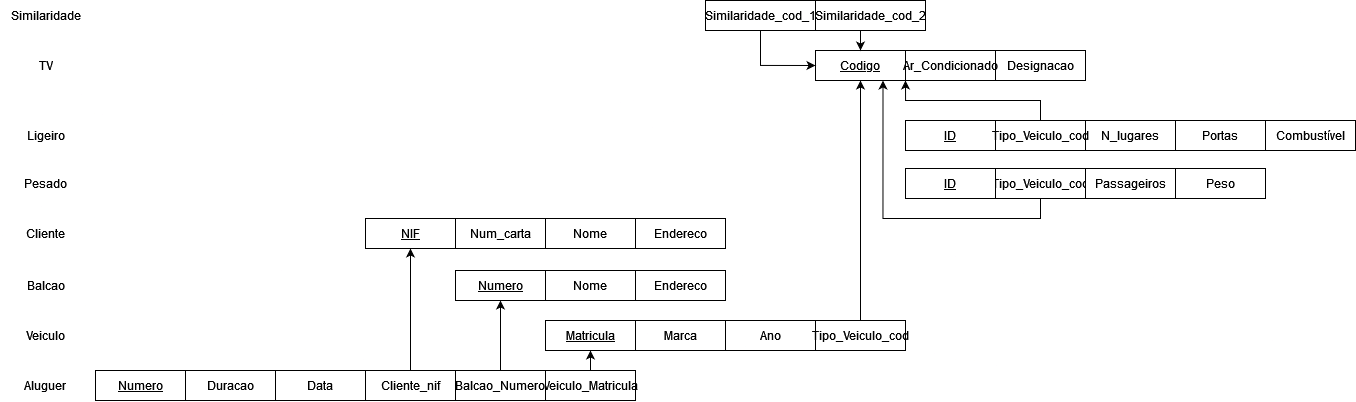 Similaridade Similaridade_cod_1 Similaridade_cod_2
TV Codigo Ar_Condicionado Designacao
Ligeiro ID Tipo_Veiculo_cod N_lugares Portas Combustível
Pesado ID Tipo_Veiculo_cod Passageiros Peso
Cliente NIF Num_carta Nome Endereco
Balcao Numero Nome Endereco
Veiculo Matricula Marca Ano Tipo_Veiculo_cod
Aluguer Numero Duracao Data Cliente_nif Balcao_Numero Veiculo_Matricula